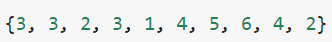 {3, 3, 2, 3, 1, 4, 5, 6, 4, 2}